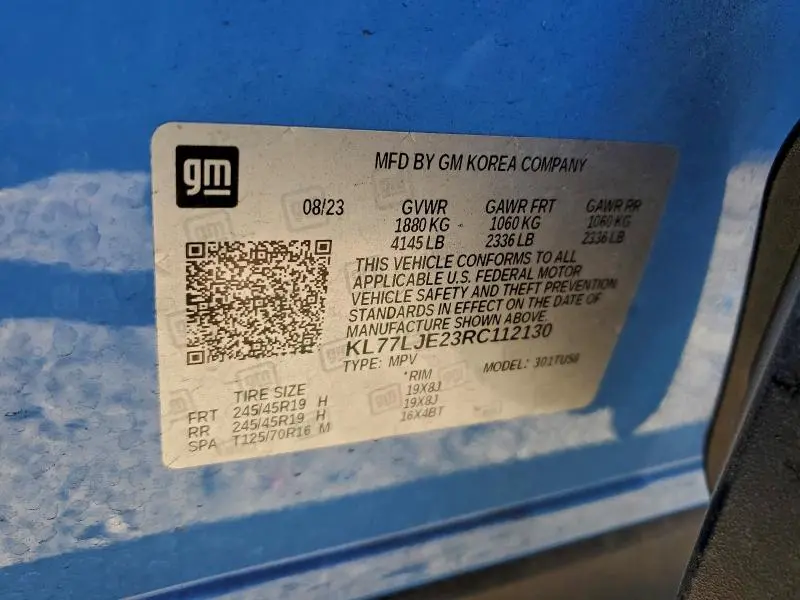 gm
MFD BY GM KOREA COMPANY
08/23 GVWR GAWR FRT GAWR RR
1880 KG 1060 KG 1060 KG
4145 LB 2336 LB 2336 LB
THIS VEHICLE CONFORMS TO ALL
APPLICABLE U.S. FEDERAL MOTOR
VEHICLE SAFETY AND THEFT PREVENTION
STANDARDS IN EFFECT ON THE DATE OF
MANUFACTURE SHOWN ABOVE.
KL77LJE23RC112130
TYPE: MPV MODEL: 301TUS8
TIRE SIZE *RIM
FRT 245/45R19 H 19X8J
RR 245/45R19 H 19X8J
SPA T125/70R16 M 16X4BT